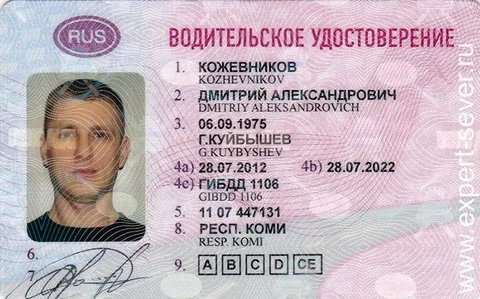 RUS
ВОДИТЕЛЬСКОЕ УДОСТОВЕРЕНИЕ
1. КОЖЕВНИКОВ
KOZHEVNIKOV
2. ДМИТРИЙ АЛЕКСАНДРОВИЧ
DMITRIY ALEKSANDROVICH
3. 06.09.1975
Г.КУЙБЫШЕВ
G.KUYBYSHEV
4a) 28.07.2012 4b) 28.07.2022
4c) ГИБДД 1106
GIBDD 1106
5. 11 07 447131
8. РЕСП. КОМИ
RESP. KOMI
9. A B C D CE
6.
7.
www.expert-sever.ru